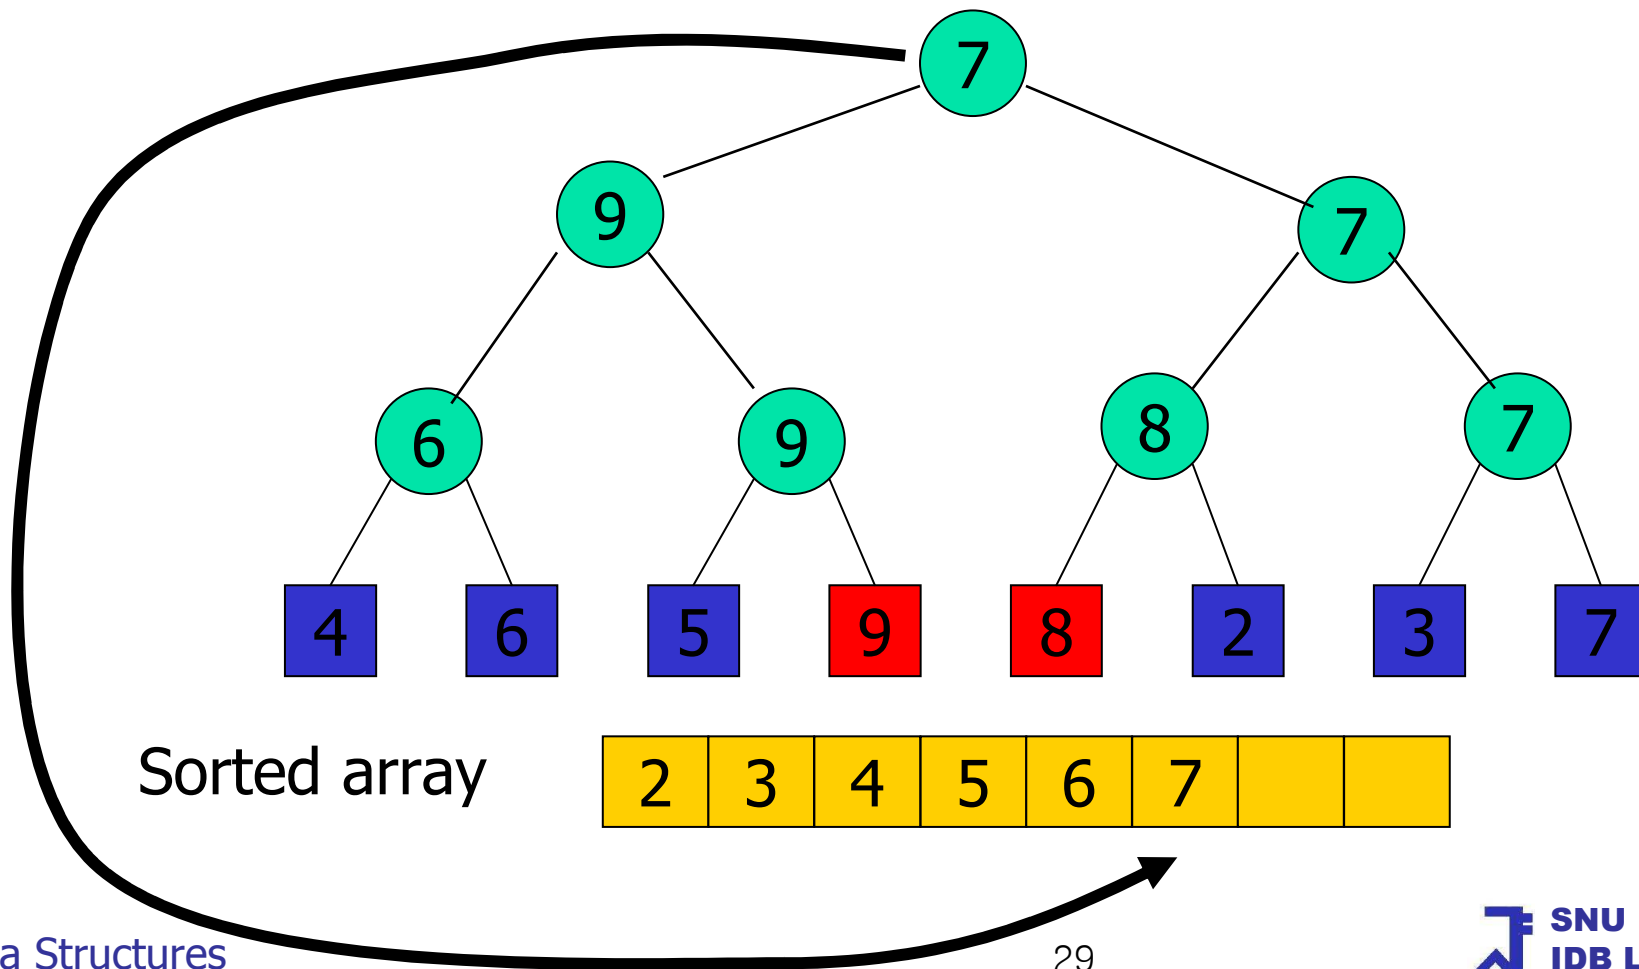 7
9 7
6 9 8 7
4 6 5 9 8 2 3 7
Sorted array 2 3 4 5 6 7
a Structures 29 SNU
IDB L